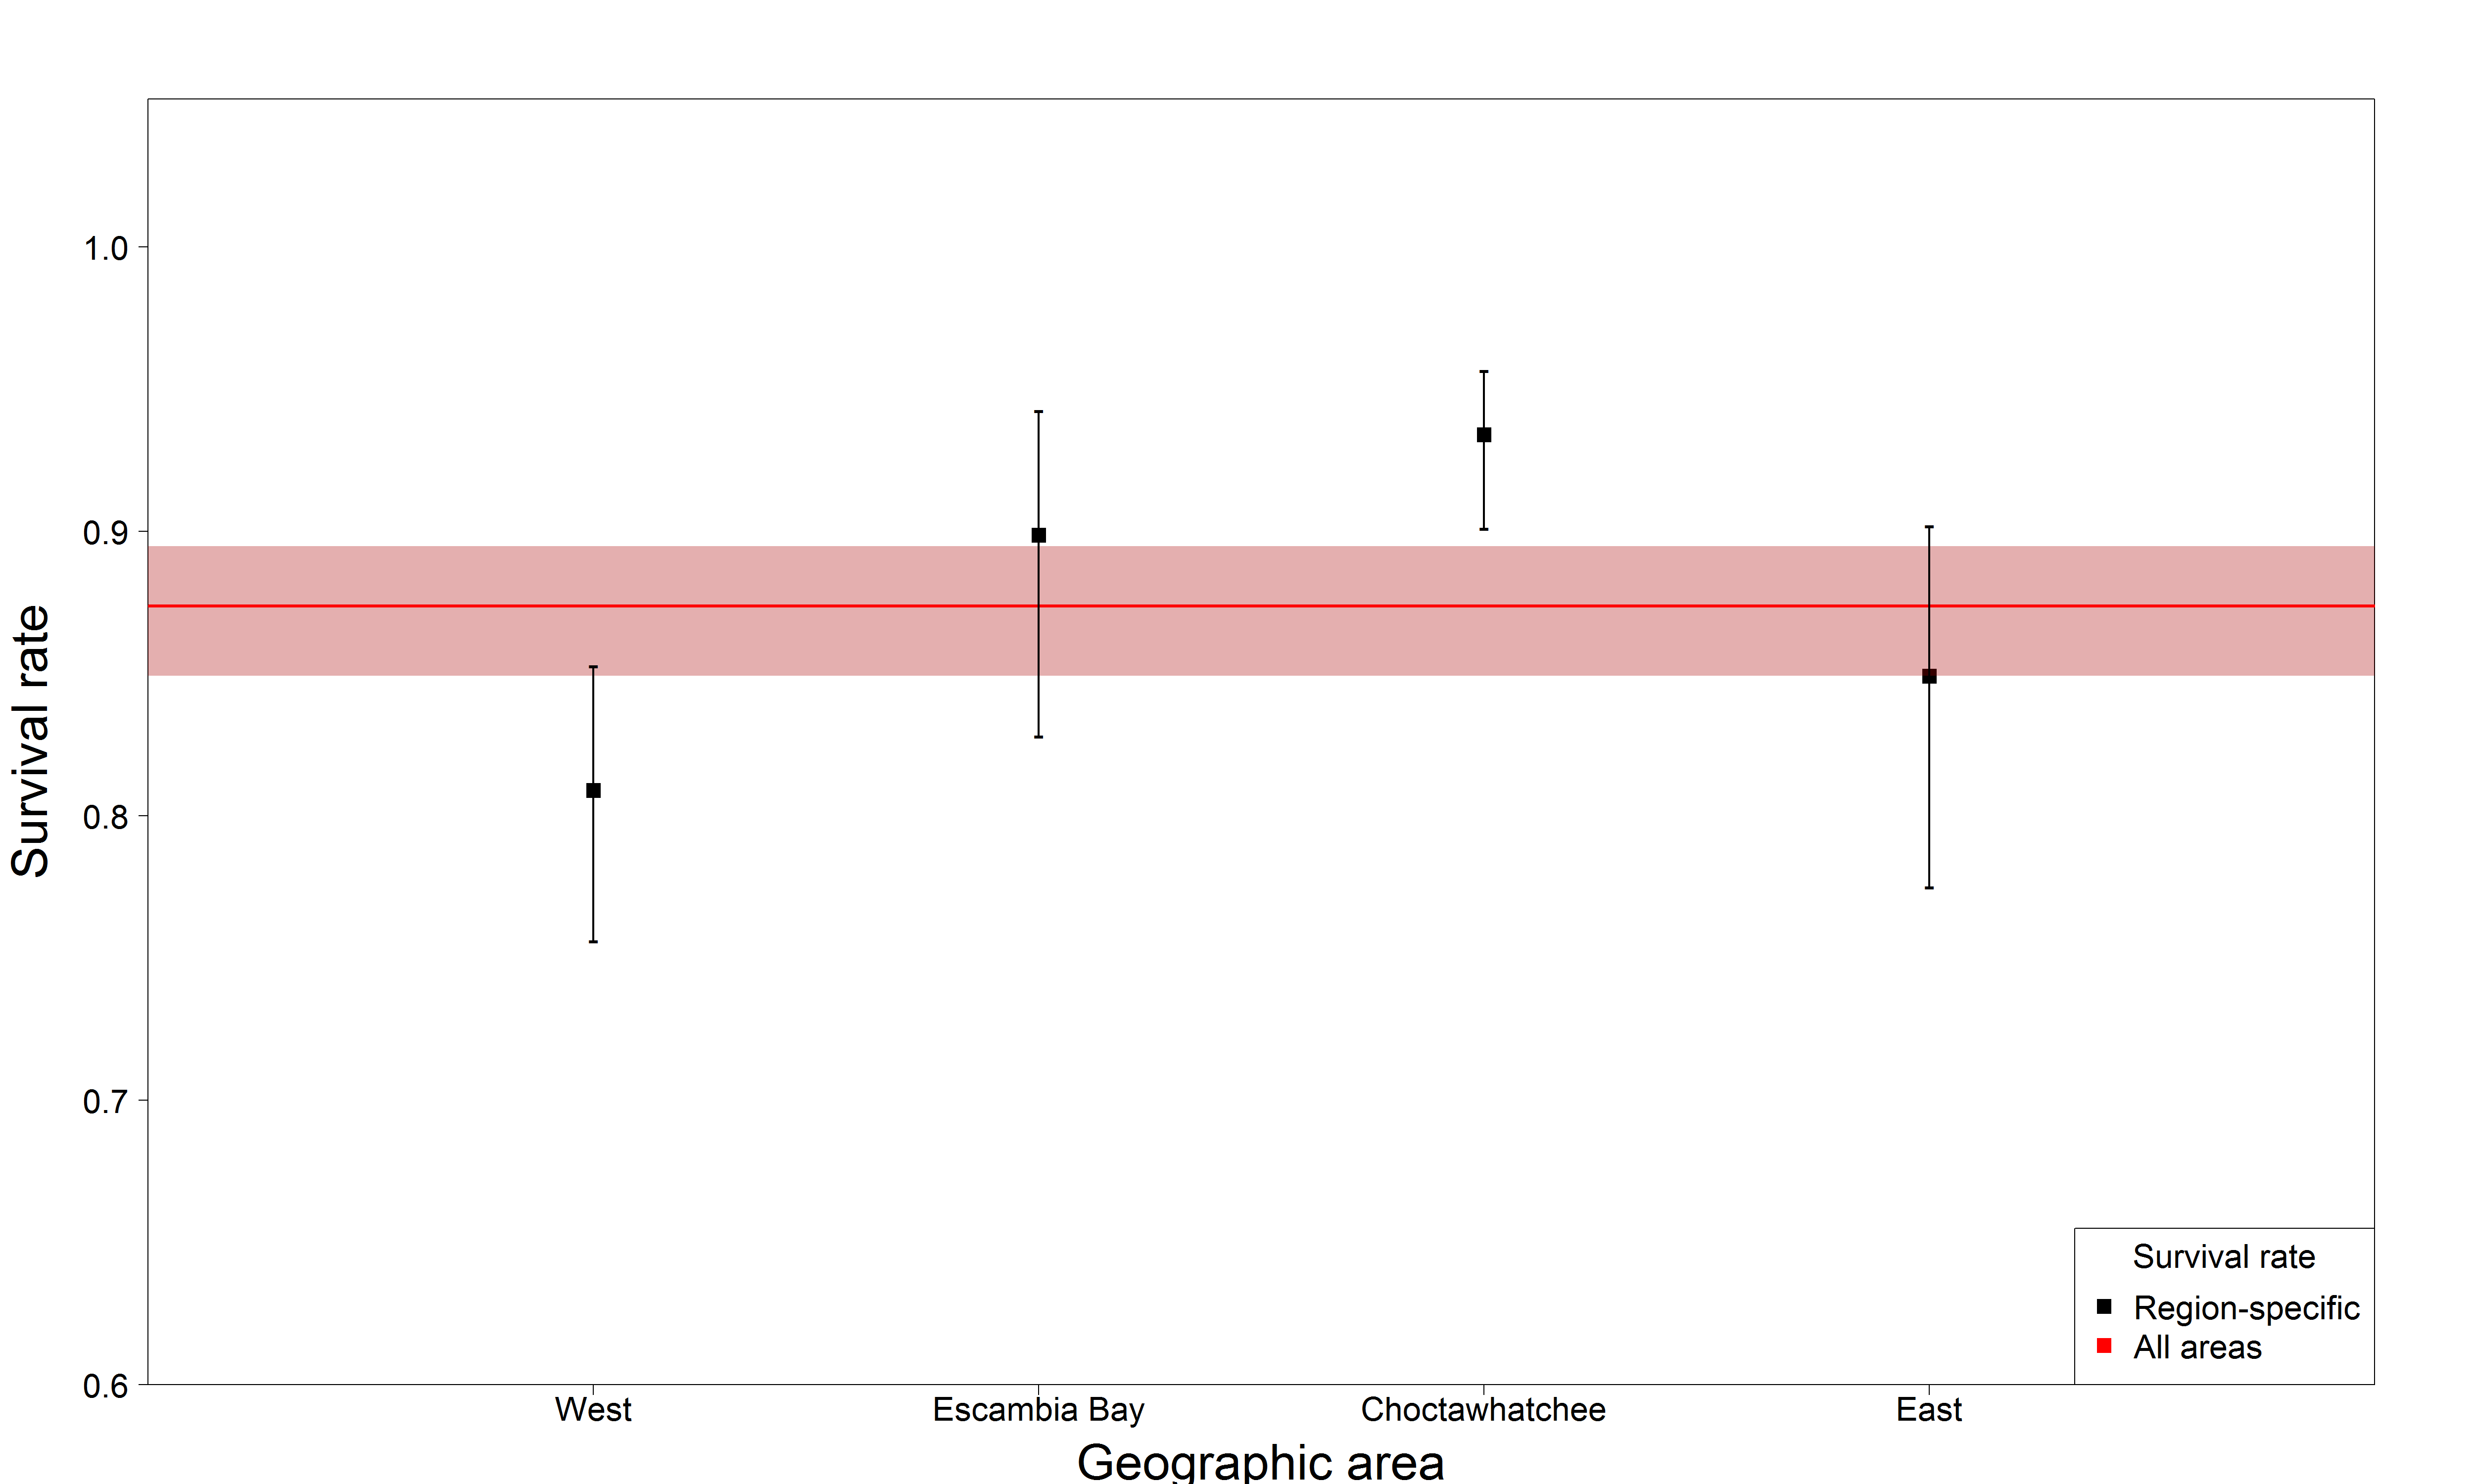 1.0
0.9
0.8
0.7
0.6
Survival rate
West
Escambia Bay
Choctawhatchee
East
Geographic area
Survival rate
Region-specific
All areas